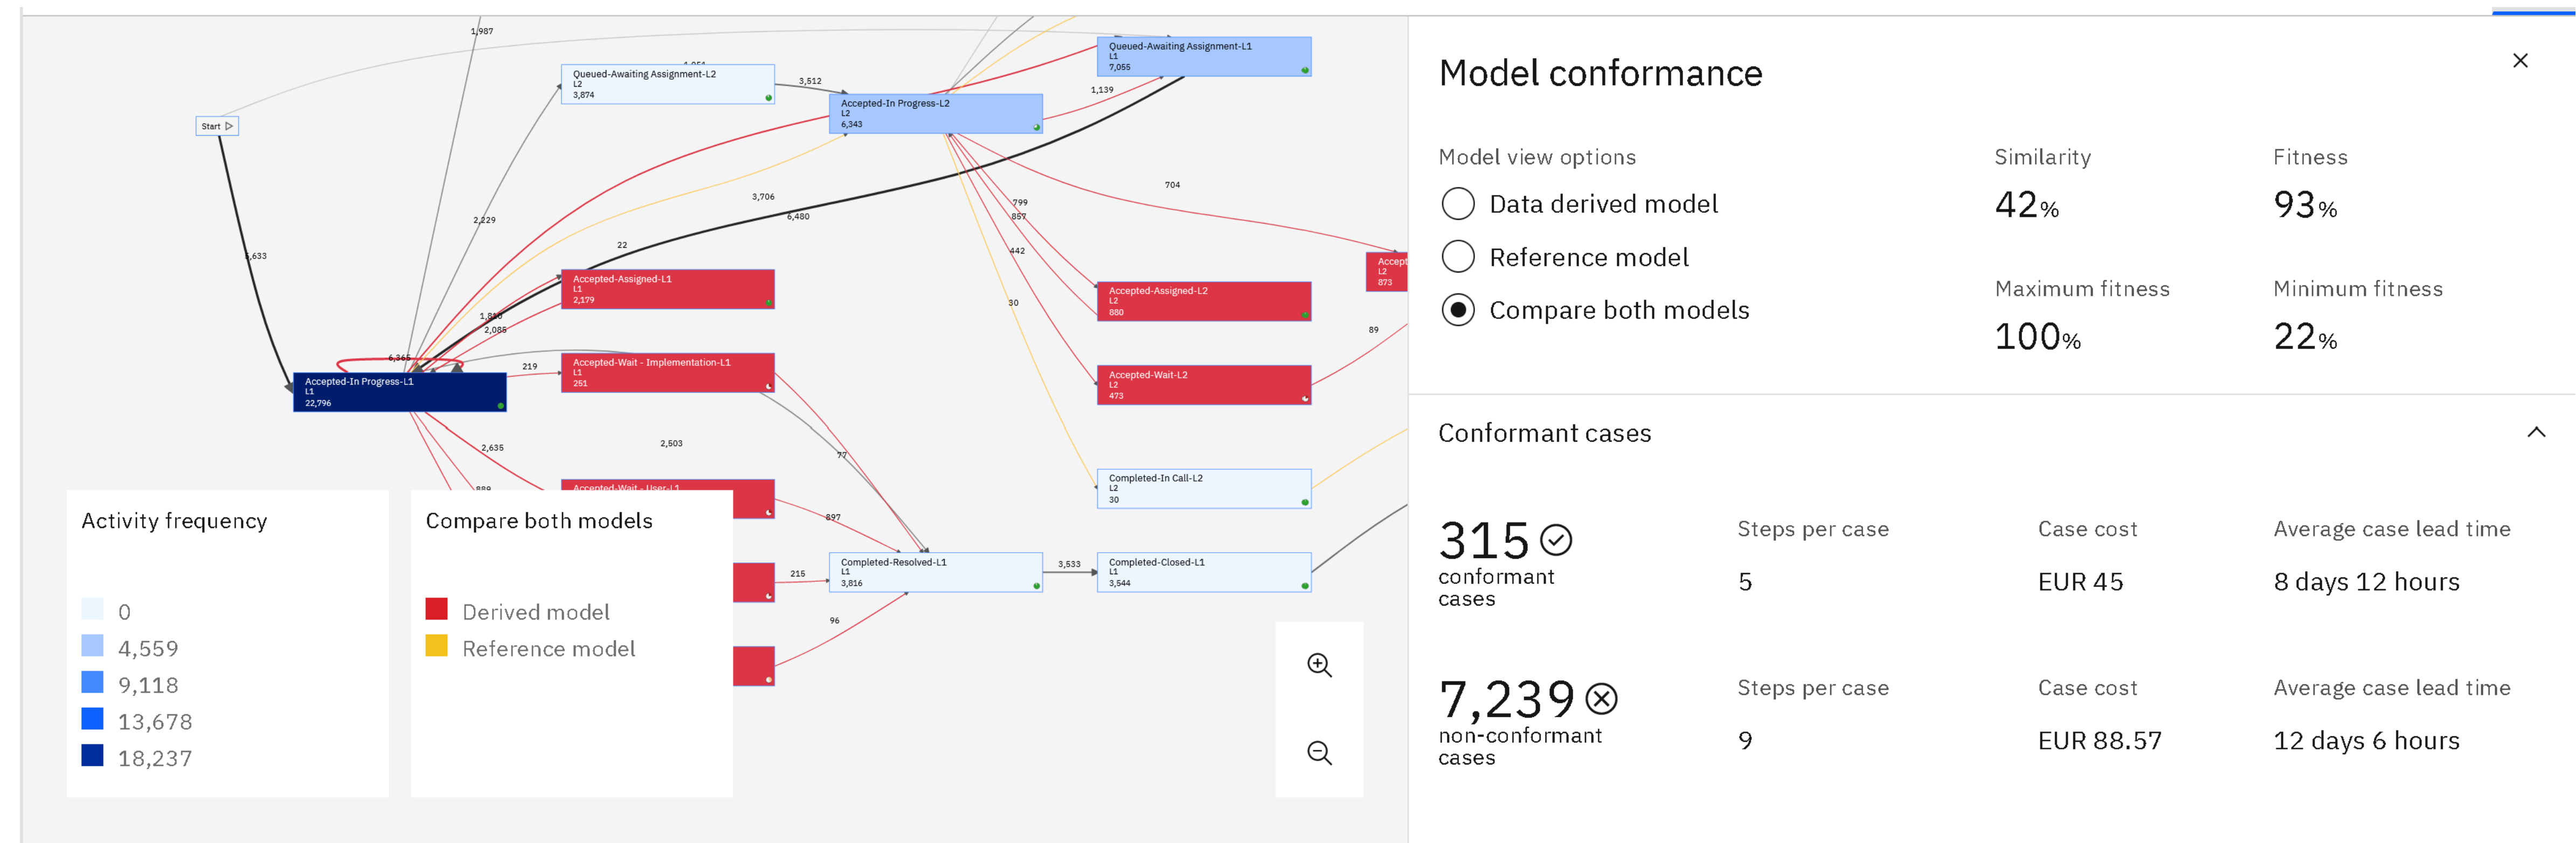 1,987
Queued-Awaiting Assignment-L2
L2
3,874
3,512
Accepted-In Progress-L2
L2
6,343
Queued-Awaiting Assignment-L1
L1
7,055
1,139
Start
704
3,706
6,480
799
857
2,229
22
442
Accepted-Assigned-L1
L1
2,179
Accepted-Assigned-L2
L2
880
Accept
L2
873
30
2,085
89
6,365
219
Accepted-Wait - Implementation-L1
L1
251
Accepted-In Progress-L1
L1
22,796
Accepted-Wait-L2
L2
473
2,635
2,503
77
Completed-In Call-L2
L2
30
Accepted-Wait - User-L1
897
Completed-Resolved-L1
L1
3,816
3,533
Completed-Closed-L1
L1
3,544
215
96
Activity frequency
0
4,559
9,118
13,678
18,237
Compare both models
Derived model
Reference model
Model conformance
Model view options
Data derived model
Reference model
Compare both models
Similarity
42%
Fitness
93%
Maximum fitness
100%
Minimum fitness
22%
Conformant cases
315
conformant
cases
Steps per case
5
Case cost
EUR 45
Average case lead time
8 days 12 hours
7,239
non-conformant
cases
Steps per case
9
Case cost
EUR 88.57
Average case lead time
12 days 6 hours